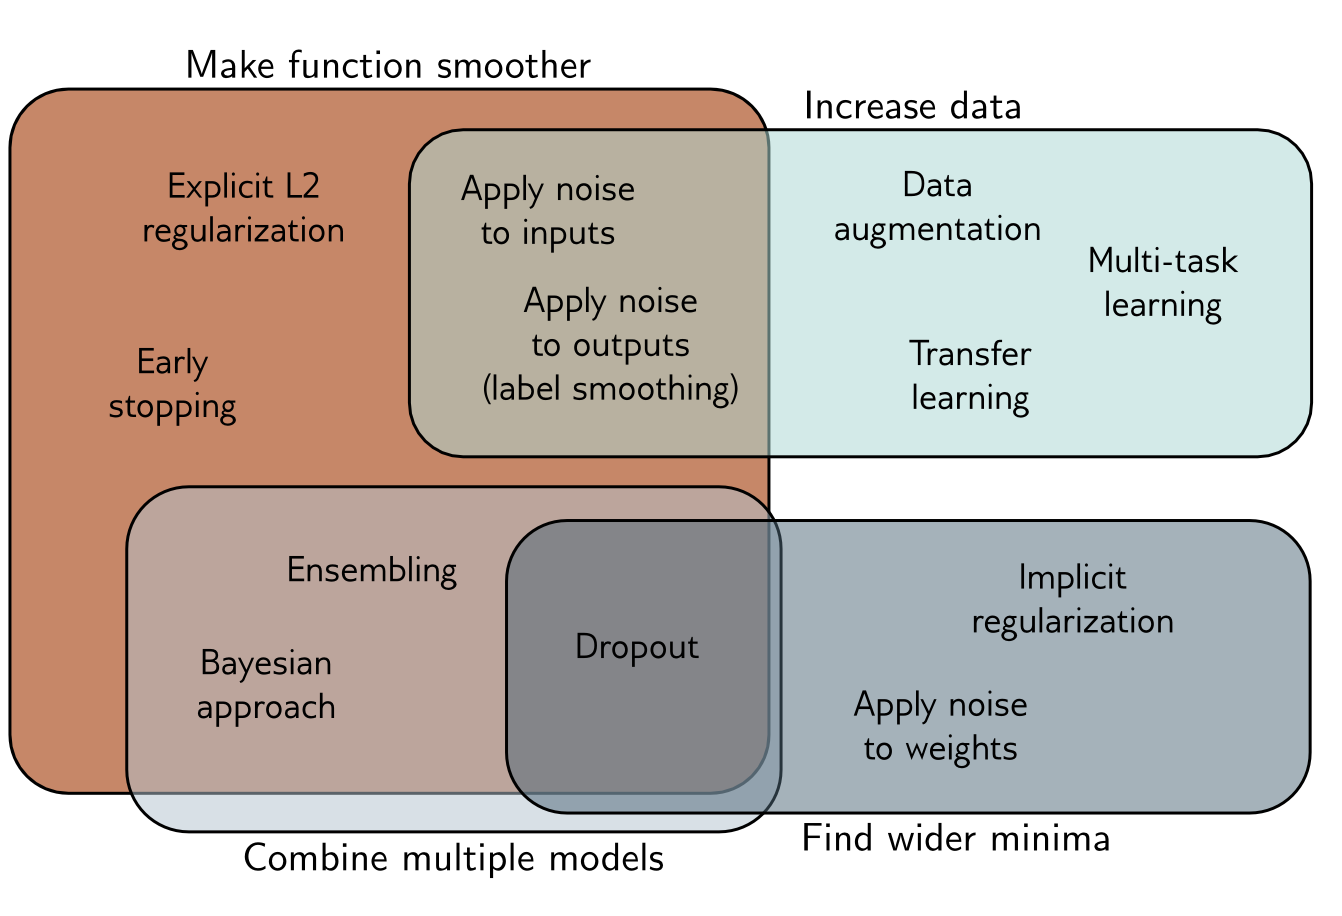 Make function smoother
Increase data
Explicit L2
regularization
Apply noise
to inputs
Data
augmentation
Multi-task
learning
Apply noise
to outputs
(label smoothing)
Early
stopping
Transfer
learning
Ensembling
Implicit
regularization
Dropout
Bayesian
approach
Apply noise
to weights
Find wider minima
Combine multiple models